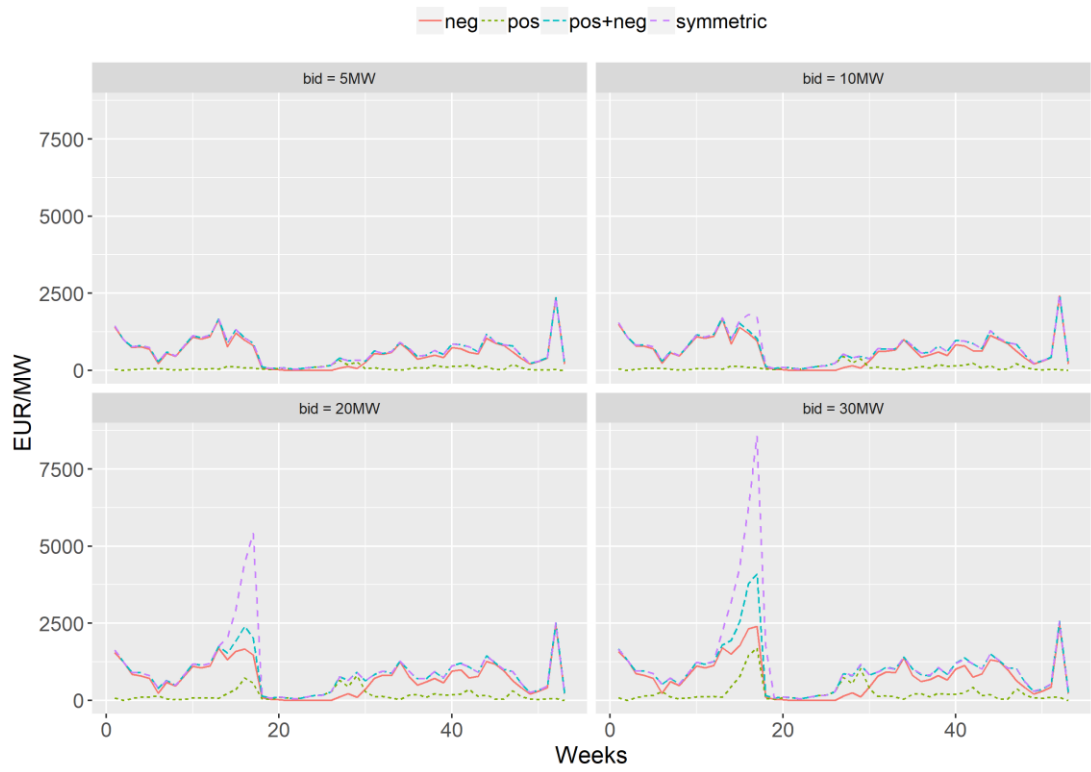 neg pos pos+neg symmetric
bid = 5MW bid = 10MW
7500
5000
2500
0
bid = 20MW bid = 30MW
7500
5000
2500
0
EUR/MW
0 20 40 0 20 40
Weeks